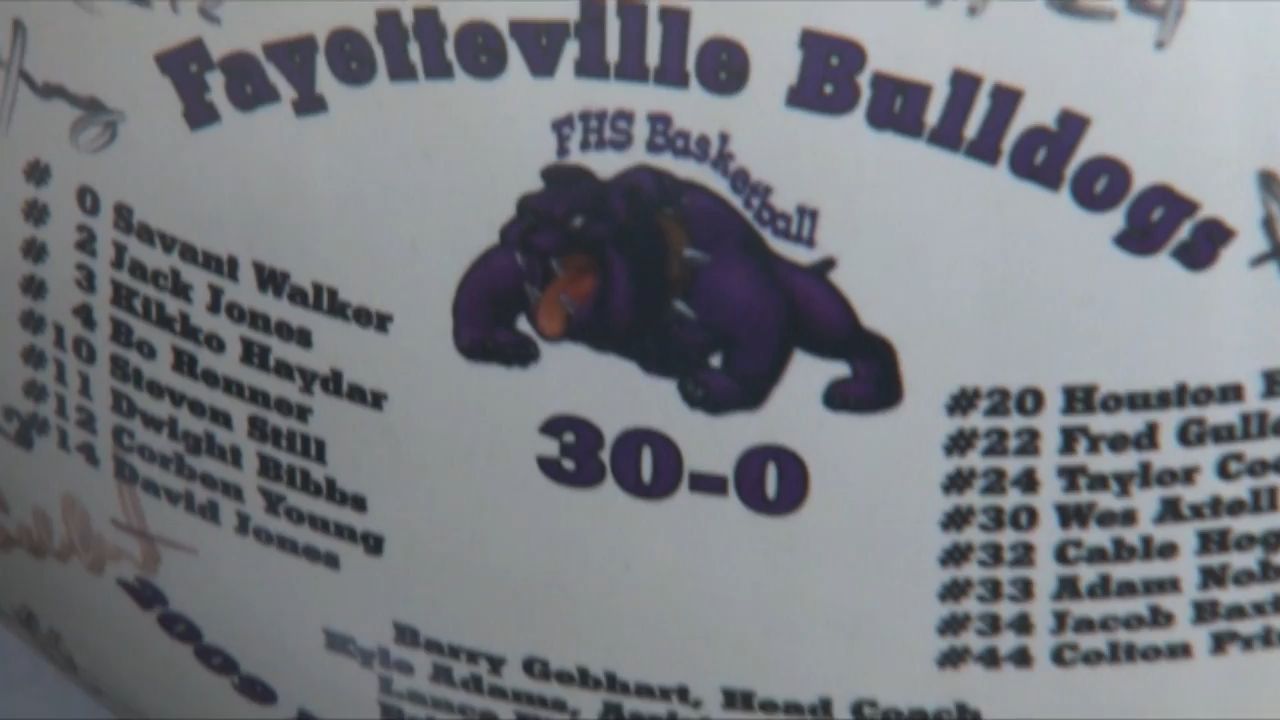 Fayetteville Bulldogs
FHS Basketball
30-0
# 0 Savant Walker
# 2 Jack Jones
# 3 Kikko Haydar
# 4 Bo Renner
#10 Steven Still
#11 Dwight Bibbs
#12 Corben Young
#14 David Jones
#20 Houston
#22 Fred
#24 Taylor
#30 Wes Axtell
#32 Cable
#33 Adam
#34 Jacob
#44 Colton
Barry Gebhart, Head Coach
Kyle Adams,
Lance